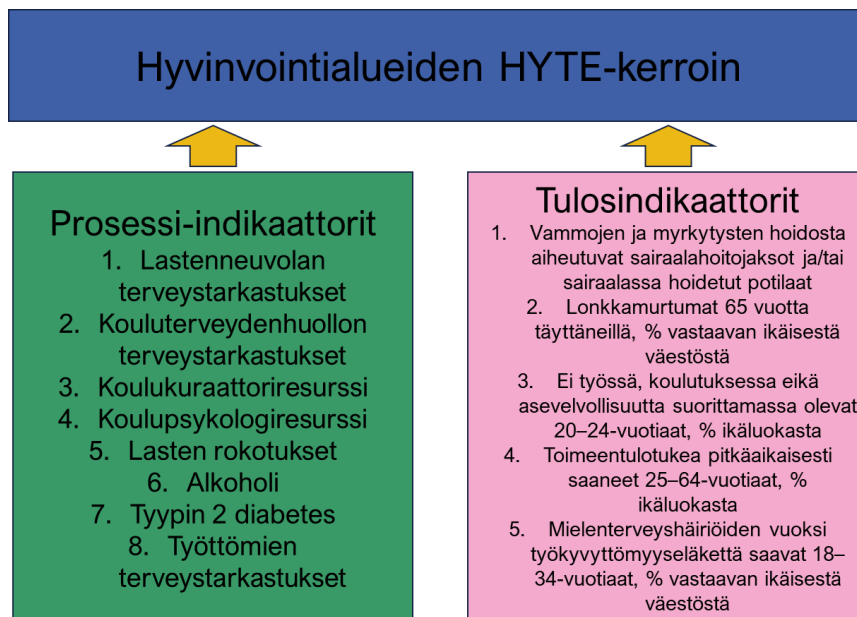 Hyvinvointialueiden HYTE-kerroin
Prosessi-indikaattorit
1. Lastenneuvolan
terveystarkastukset
2. Kouluterveydenhuollon
terveystarkastukset
3. Koulukuraattoriresurssi
4. Koulupsykologiresurssi
5. Lasten rokotukset
6. Alkoholi
7. Tyypin 2 diabetes
8. Työttömien
terveystarkastukset
Tulosindikaattorit
1. Vammojen ja myrkytysten hoidosta
aiheutuvat sairaalahoitojaksot ja/tai
sairaalassa hoidetut potilaat
2. Lonkkamurtumat 65 vuotta
täyttäneillä, % vastaavan ikäisestä
väestöstä
3. Ei työssä, koulutuksessa eikä
asevelvollisuutta suorittamassa olevat
20–24-vuotiaat, % ikäluokasta
4. Toimeentulotukea pitkäaikaisesti
saaneet 25–64-vuotiaat, %
ikäluokasta
5. Mielenterveyshäiriöiden vuoksi
työkyvyttömyyseläkettä saavat 18–
34-vuotiaat, % vastaavan ikäisestä
väestöstä